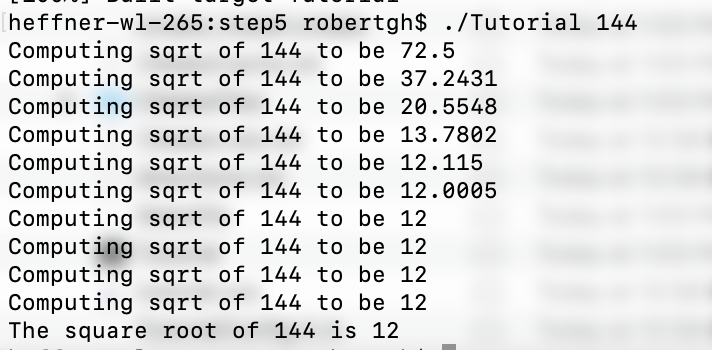 heffner-wl-265:step5 robertgh$ ./Tutorial 144
Computing sqrt of 144 to be 72.5
Computing sqrt of 144 to be 37.2431
Computing sqrt of 144 to be 20.5548
Computing sqrt of 144 to be 13.7802
Computing sqrt of 144 to be 12.115
Computing sqrt of 144 to be 12.0005
Computing sqrt of 144 to be 12
Computing sqrt of 144 to be 12
Computing sqrt of 144 to be 12
Computing sqrt of 144 to be 12
The square root of 144 is 12